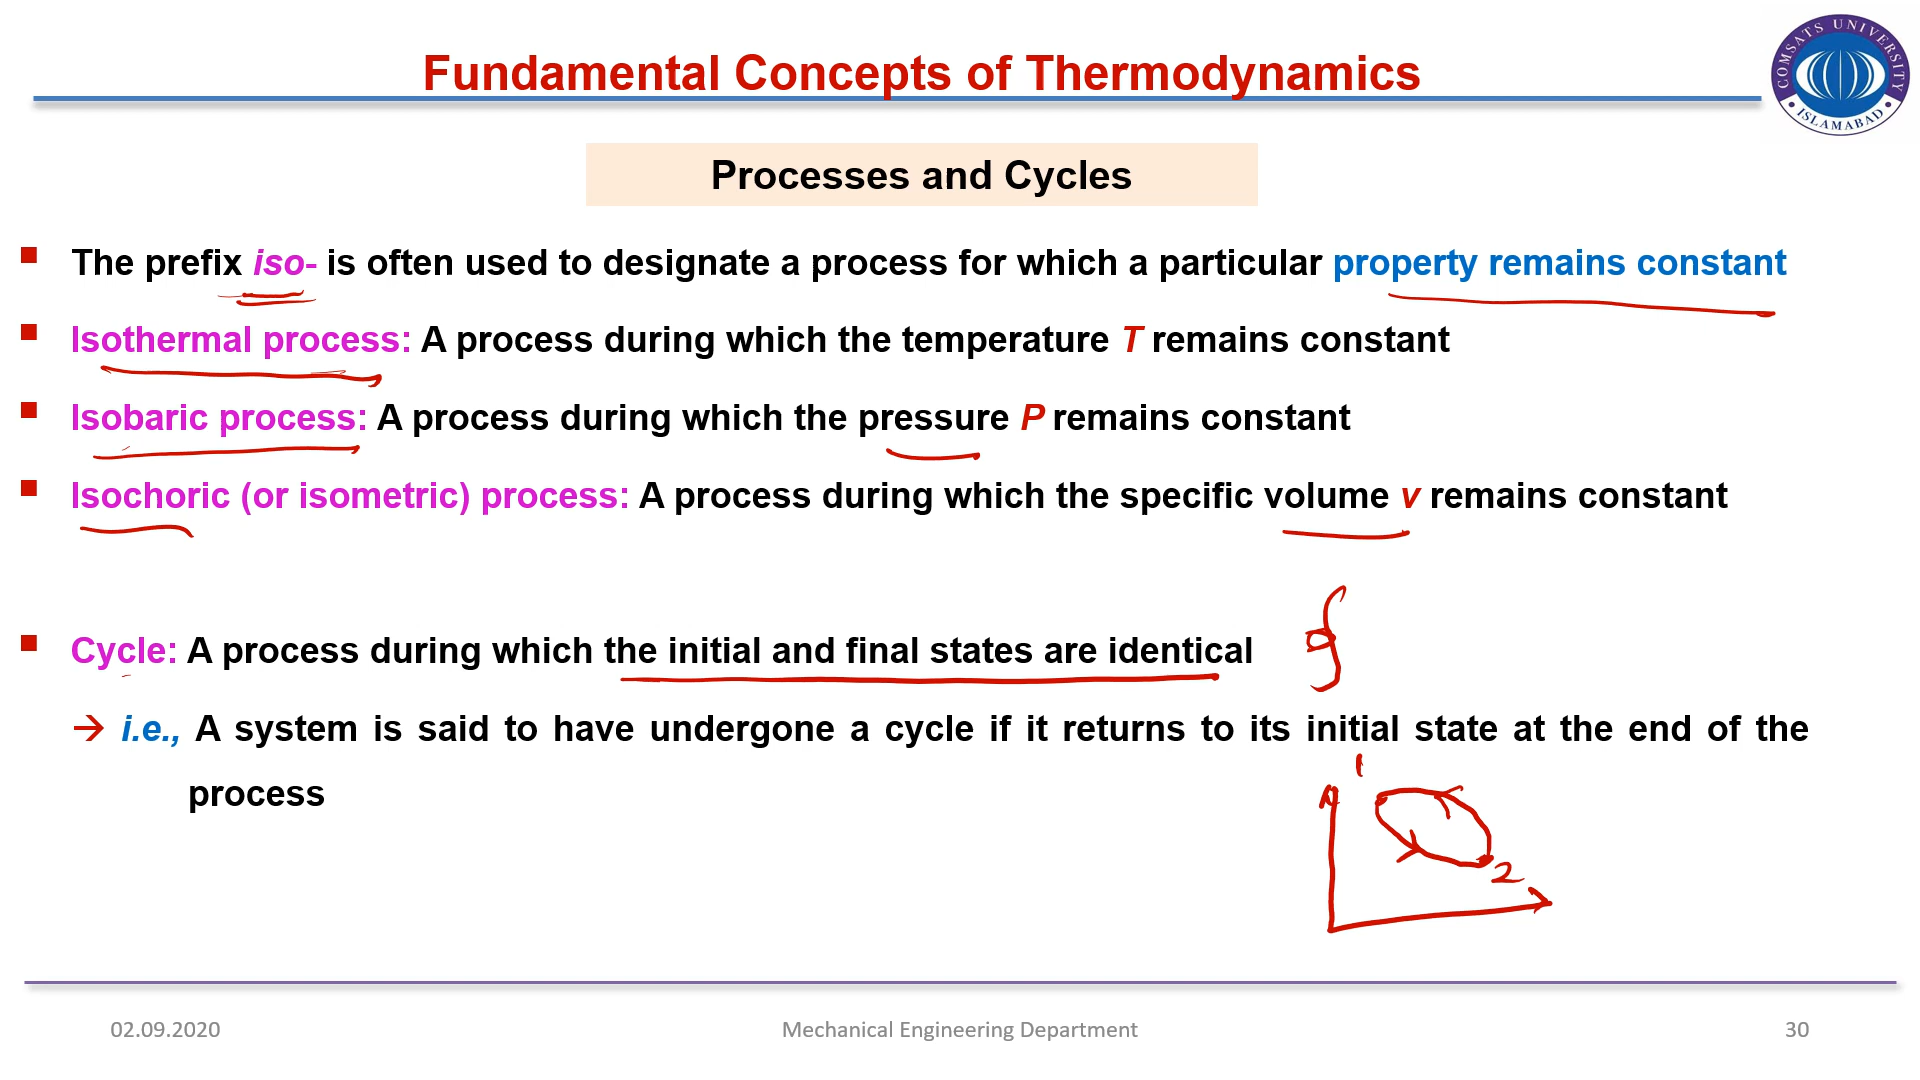 Fundamental Concepts of Thermodynamics
COMSATS UNIVERSITY
• ISLAMABAD •
Processes and Cycles
▪ The prefix iso- is often used to designate a process for which a particular property remains constant
▪ Isothermal process: A process during which the temperature T remains constant
▪ Isobaric process: A process during which the pressure P remains constant
▪ Isochoric (or isometric) process: A process during which the specific volume v remains constant
▪ Cycle: A process during which the initial and final states are identical
→ i.e., A system is said to have undergone a cycle if it returns to its initial state at the end of the
process
1
2
02.09.2020
Mechanical Engineering Department
30